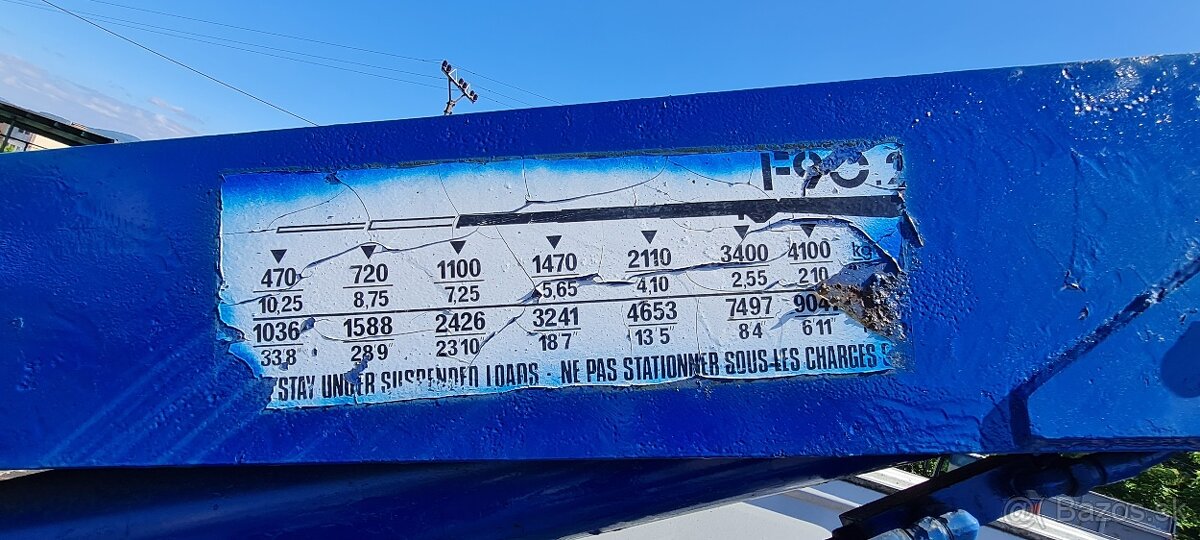 F90.
470 720 1100 1470 2110 3400 4100 kg
10,25 8,75 7,25 5,65 4,10 2,55 2,10
1036 1588 2426 3241 4653 7497
33'8" 28'9" 23'10 18'7" 13'5" 8'4 6'11"
STAY UNDER SUSPENDED LOADS - NE PAS STATIONNER SOUS LES CHARGES
Bazos.sk